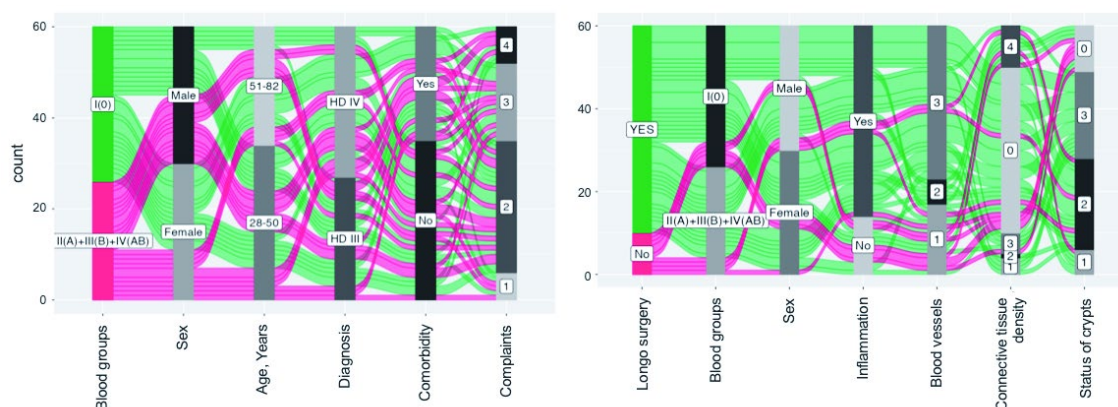 60
40
20
0
count
I(0)
II(A)+III(B)+IV(AB)
Male
Female
51-82
28-50
HD IV
HD III
Yes
No
4
3
2
1
Blood groups
Sex
Age, Years
Diagnosis
Comorbidity
Complaints
60
40
20
0
YES
No
I(0)
II(A)+III(B)+IV(AB)
Male
Female
Yes
No
3
2
1
4
0
3
2
1
0
3
2
1
Longo surgery
Blood groups
Sex
Inflammation
Blood vessels
Connective tissue
density
Status of crypts